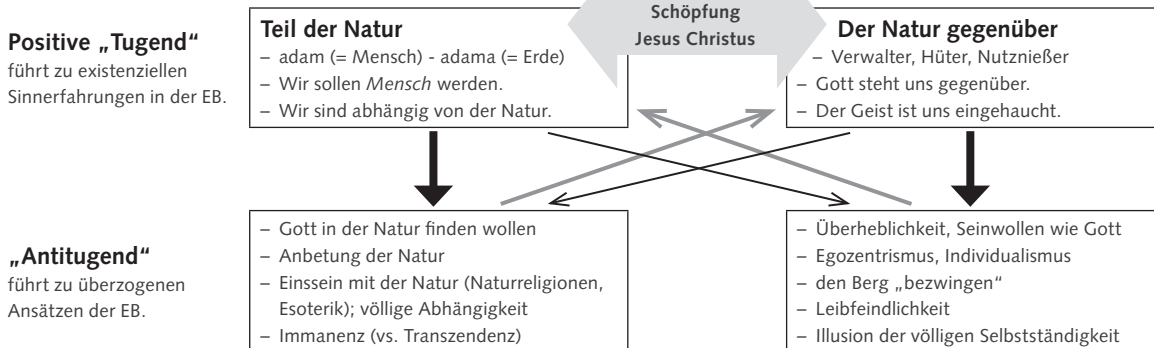 Schöpfung
Jesus Christus
Positive „Tugend“
führt zu existenziellen
Sinnerfahrungen in der EB.
Teil der Natur
– adam (= Mensch) - adama (= Erde)
– Wir sollen Mensch werden.
– Wir sind abhängig von der Natur.
Der Natur gegenüber
– Verwalter, Hüter, Nutznießer
– Gott steht uns gegenüber.
– Der Geist ist uns eingehaucht.
„Antitugend“
führt zu überzogenen
Ansätzen der EB.
– Gott in der Natur finden wollen
– Anbetung der Natur
– Einssein mit der Natur (Naturreligionen,
Esoterik); völlige Abhängigkeit
– Immanenz (vs. Transzendenz)
– Überheblichkeit, Seinwollen wie Gott
– Egozentrismus, Individualismus
– den Berg „bezwingen“
– Leibfeindlichkeit
– Illusion der völligen Selbstständigkeit